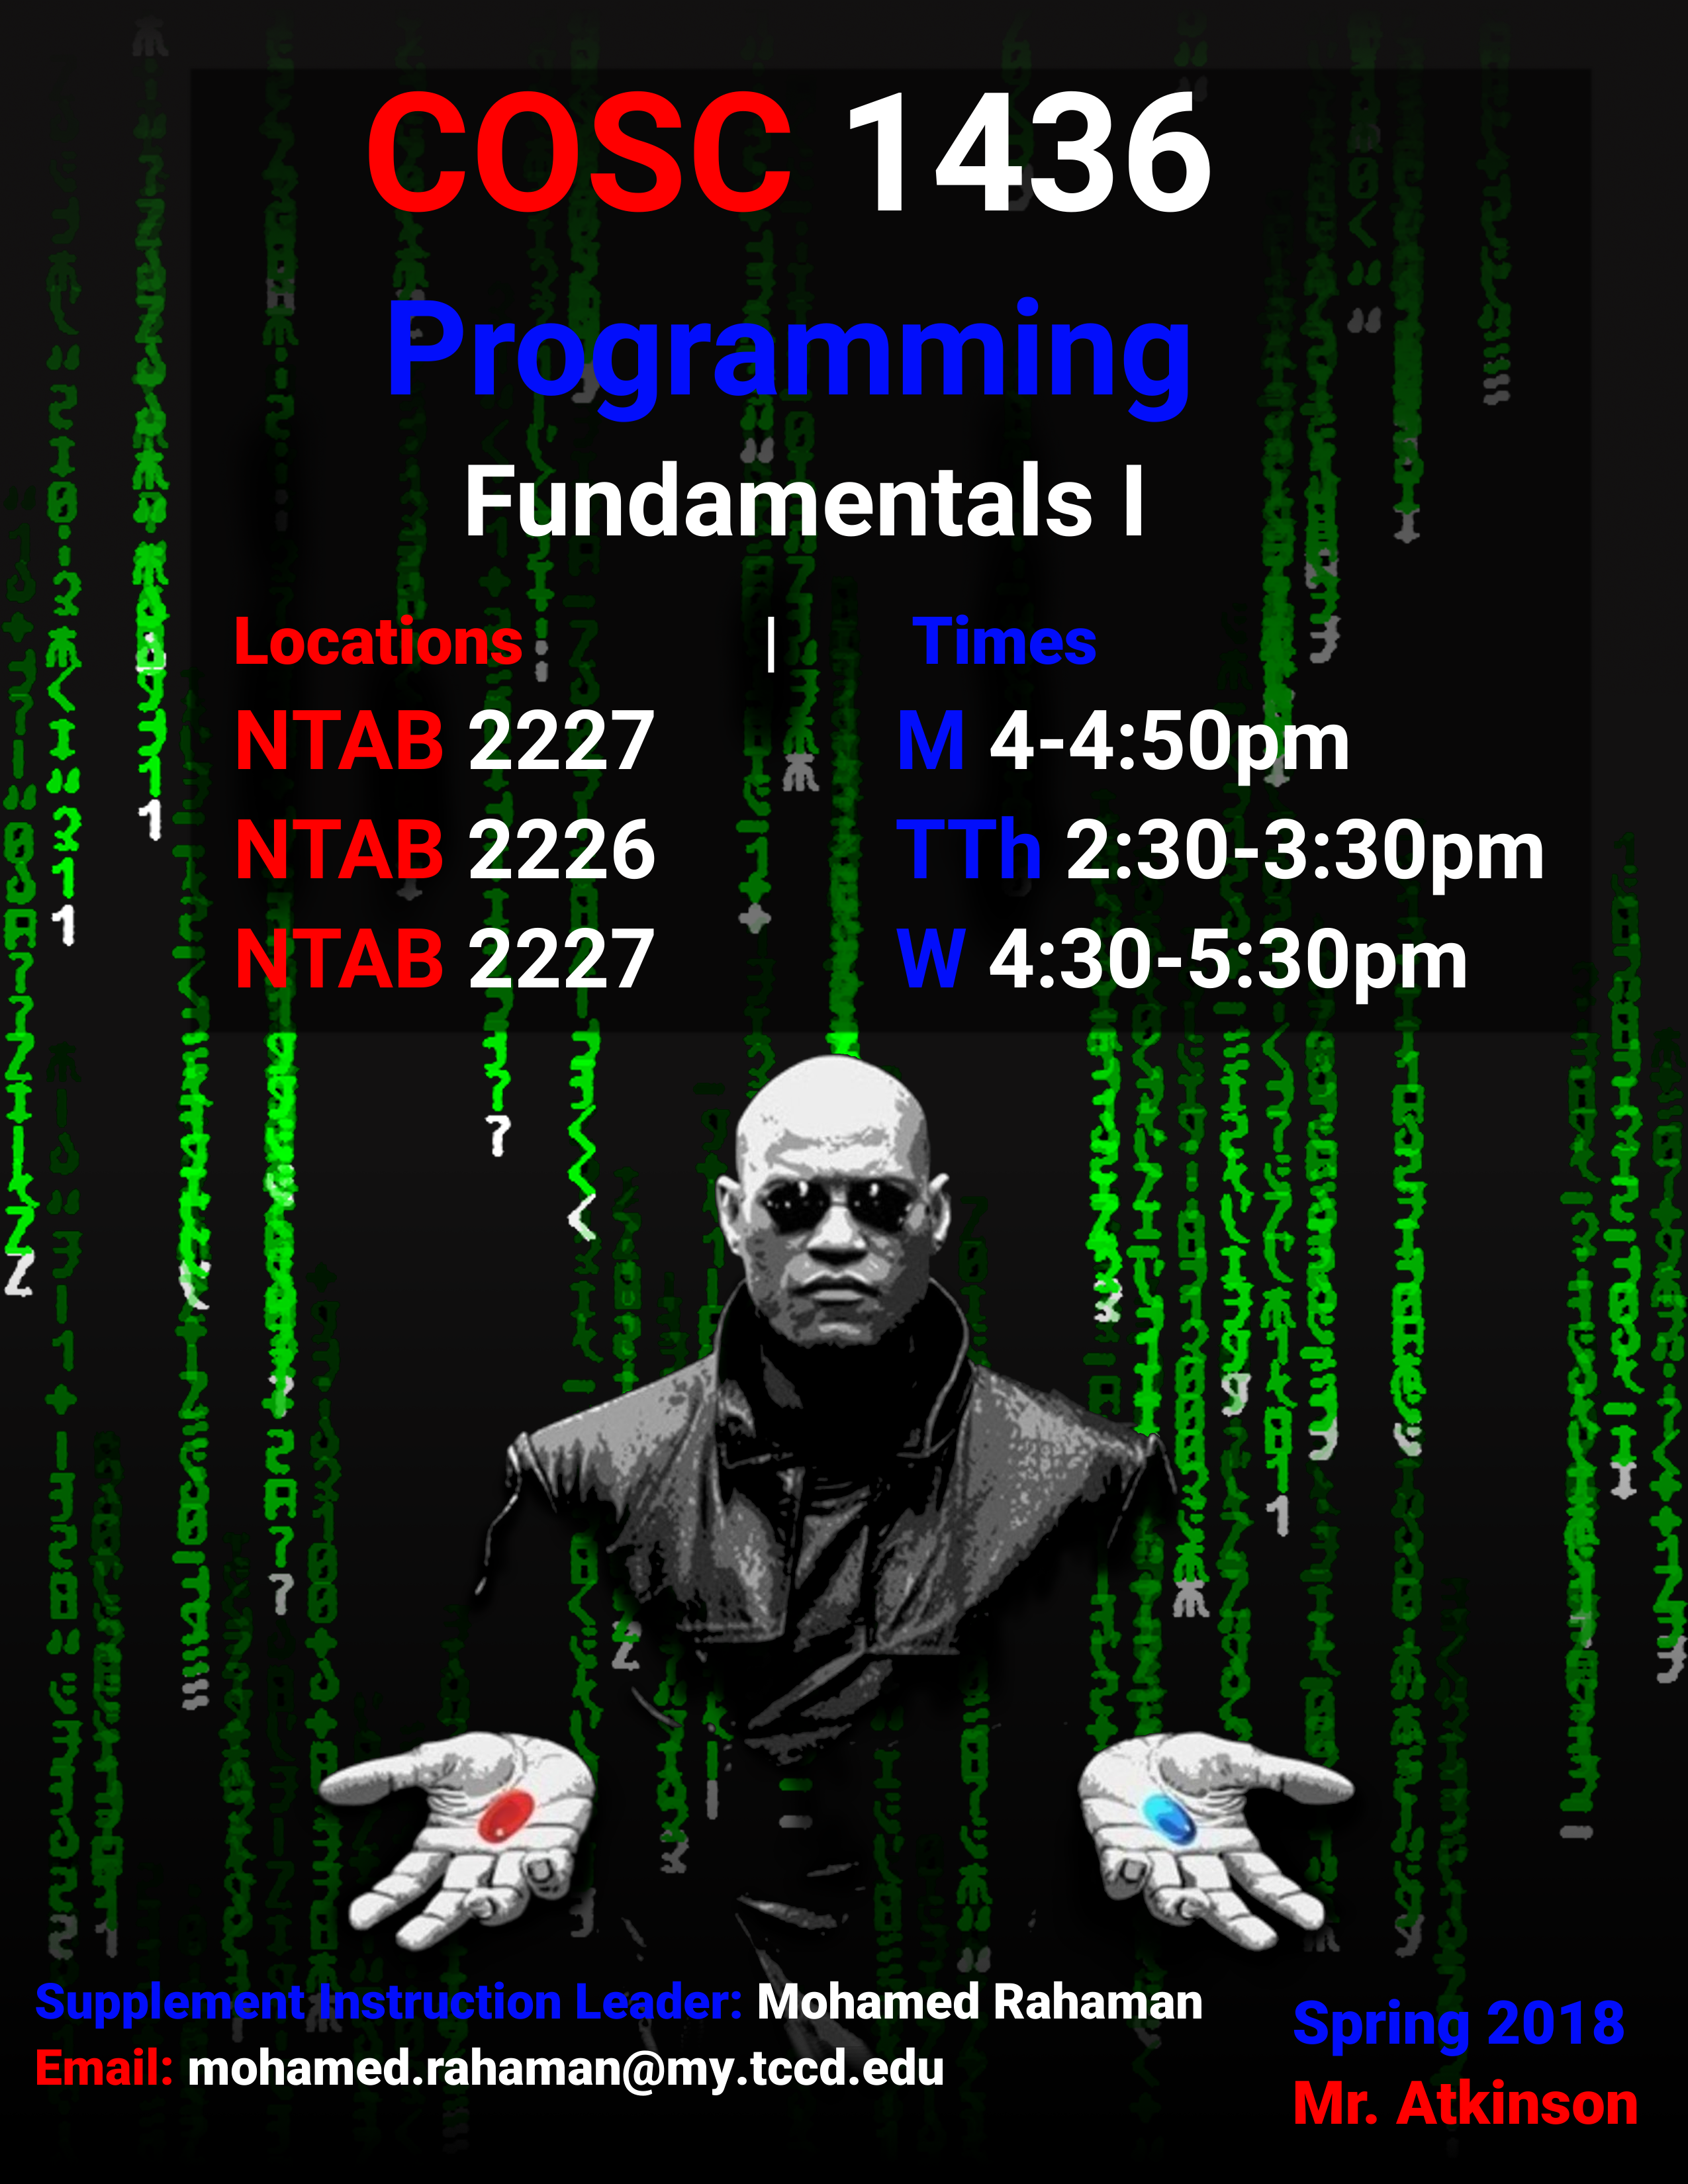 COSC 1436
Programming
Fundamentals I
Locations | Times
NTAB 2227 M 4-4:50pm
NTAB 2226 TTh 2:30-3:30pm
NTAB 2227 W 4:30-5:30pm
Supplement Instruction Leader: Mohamed Rahaman
Email: mohamed.rahaman@my.tccd.edu
Spring 2018
Mr. Atkinson